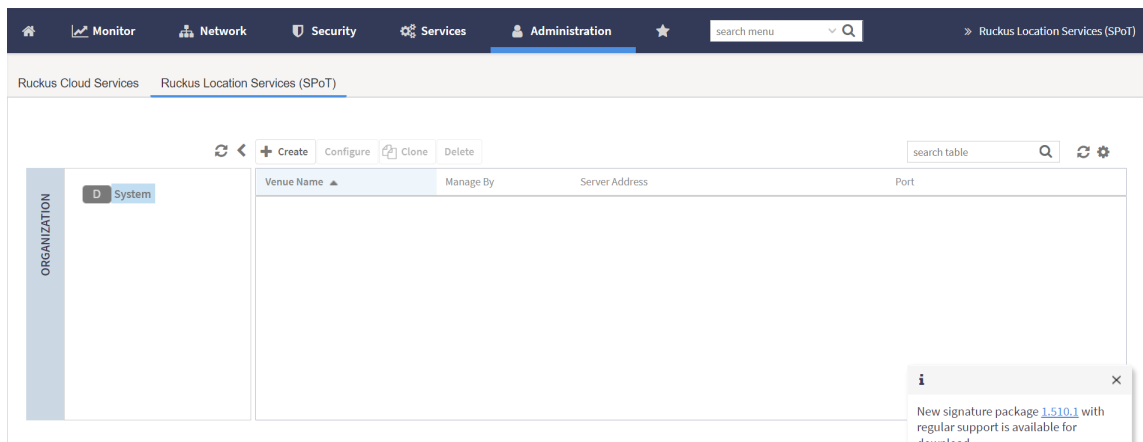 Monitor Network Security Services Administration search menu » Ruckus Location Services (SPoT)
Ruckus Cloud Services Ruckus Location Services (SPoT)
Create Configure Clone Delete search table
ORGANIZATION
D System
Venue Name Manage By Server Address Port
i
New signature package 1.510.1 with
regular support is available for
download